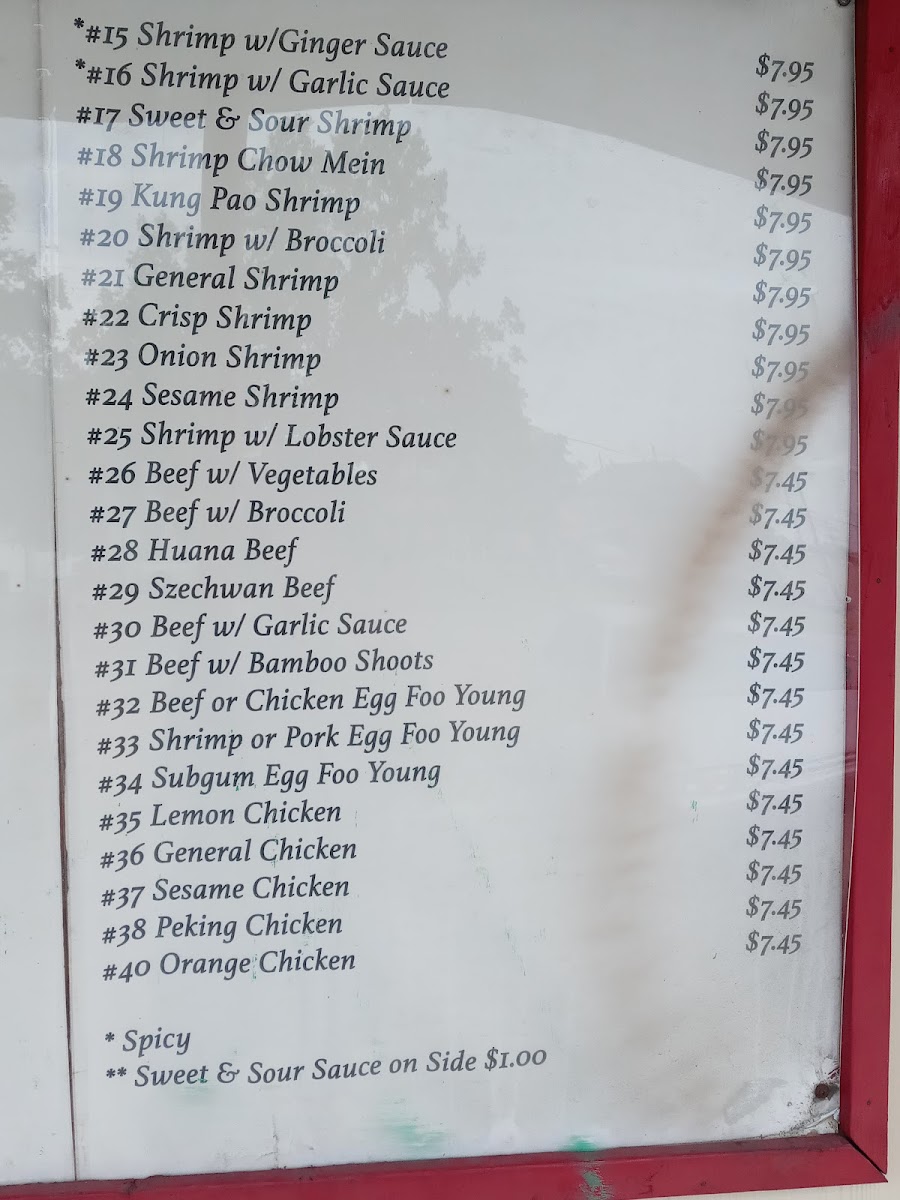 *#15 Shrimp w/Ginger Sauce $7.95
*#16 Shrimp w/ Garlic Sauce $7.95
#17 Sweet & Sour Shrimp $7.95
#18 Shrimp Chow Mein $7.95
#19 Kung Pao Shrimp $7.95
#20 Shrimp w/ Broccoli $7.95
#21 General Shrimp $7.95
#22 Crisp Shrimp $7.95
#23 Onion Shrimp $7.95
#24 Sesame Shrimp $7.95
#25 Shrimp w/ Lobster Sauce $7.95
#26 Beef w/ Vegetables $7.45
#27 Beef w/ Broccoli $7.45
#28 Huana Beef $7.45
#29 Szechwan Beef $7.45
#30 Beef w/ Garlic Sauce $7.45
#31 Beef w/ Bamboo Shoots $7.45
#32 Beef or Chicken Egg Foo Young $7.45
#33 Shrimp or Pork Egg Foo Young $7.45
#34 Subgum Egg Foo Young $7.45
#35 Lemon Chicken $7.45
#36 General Chicken $7.45
#37 Sesame Chicken $7.45
#38 Peking Chicken $7.45
#40 Orange Chicken $7.45
* Spicy
** Sweet & Sour Sauce on Side $1.00